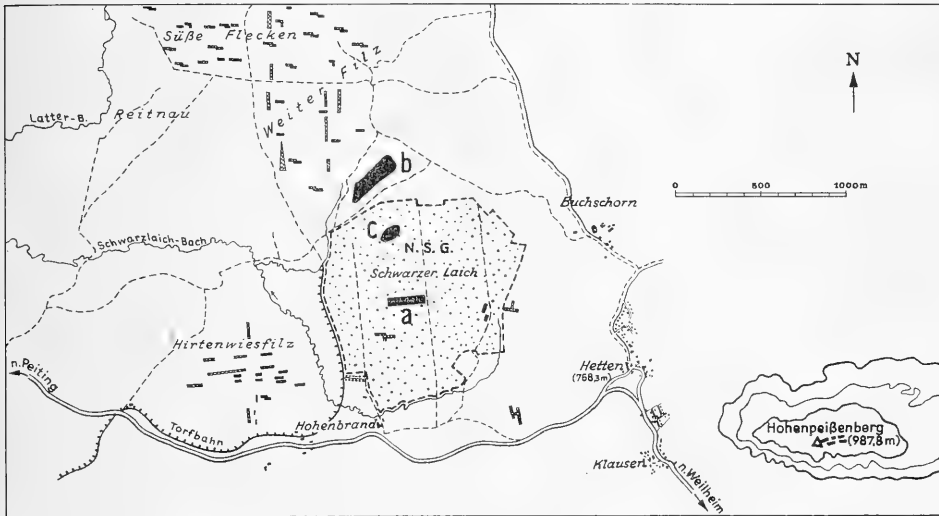 Süße Flecken
N
Weiter Filz
Latter-B.
Reitnau
b
0 500 1000m
Buchschorn
c
N. S. G.
Schwarzlaich-Bach
Schwarzer Laich
a
Hirtenwiesfilz
n. Peiting
Hetten
(758,3m)
Torfbahn
Hohenbrand
Hohenpeißenberg
(987,8m)
Klausen
n. Weilheim